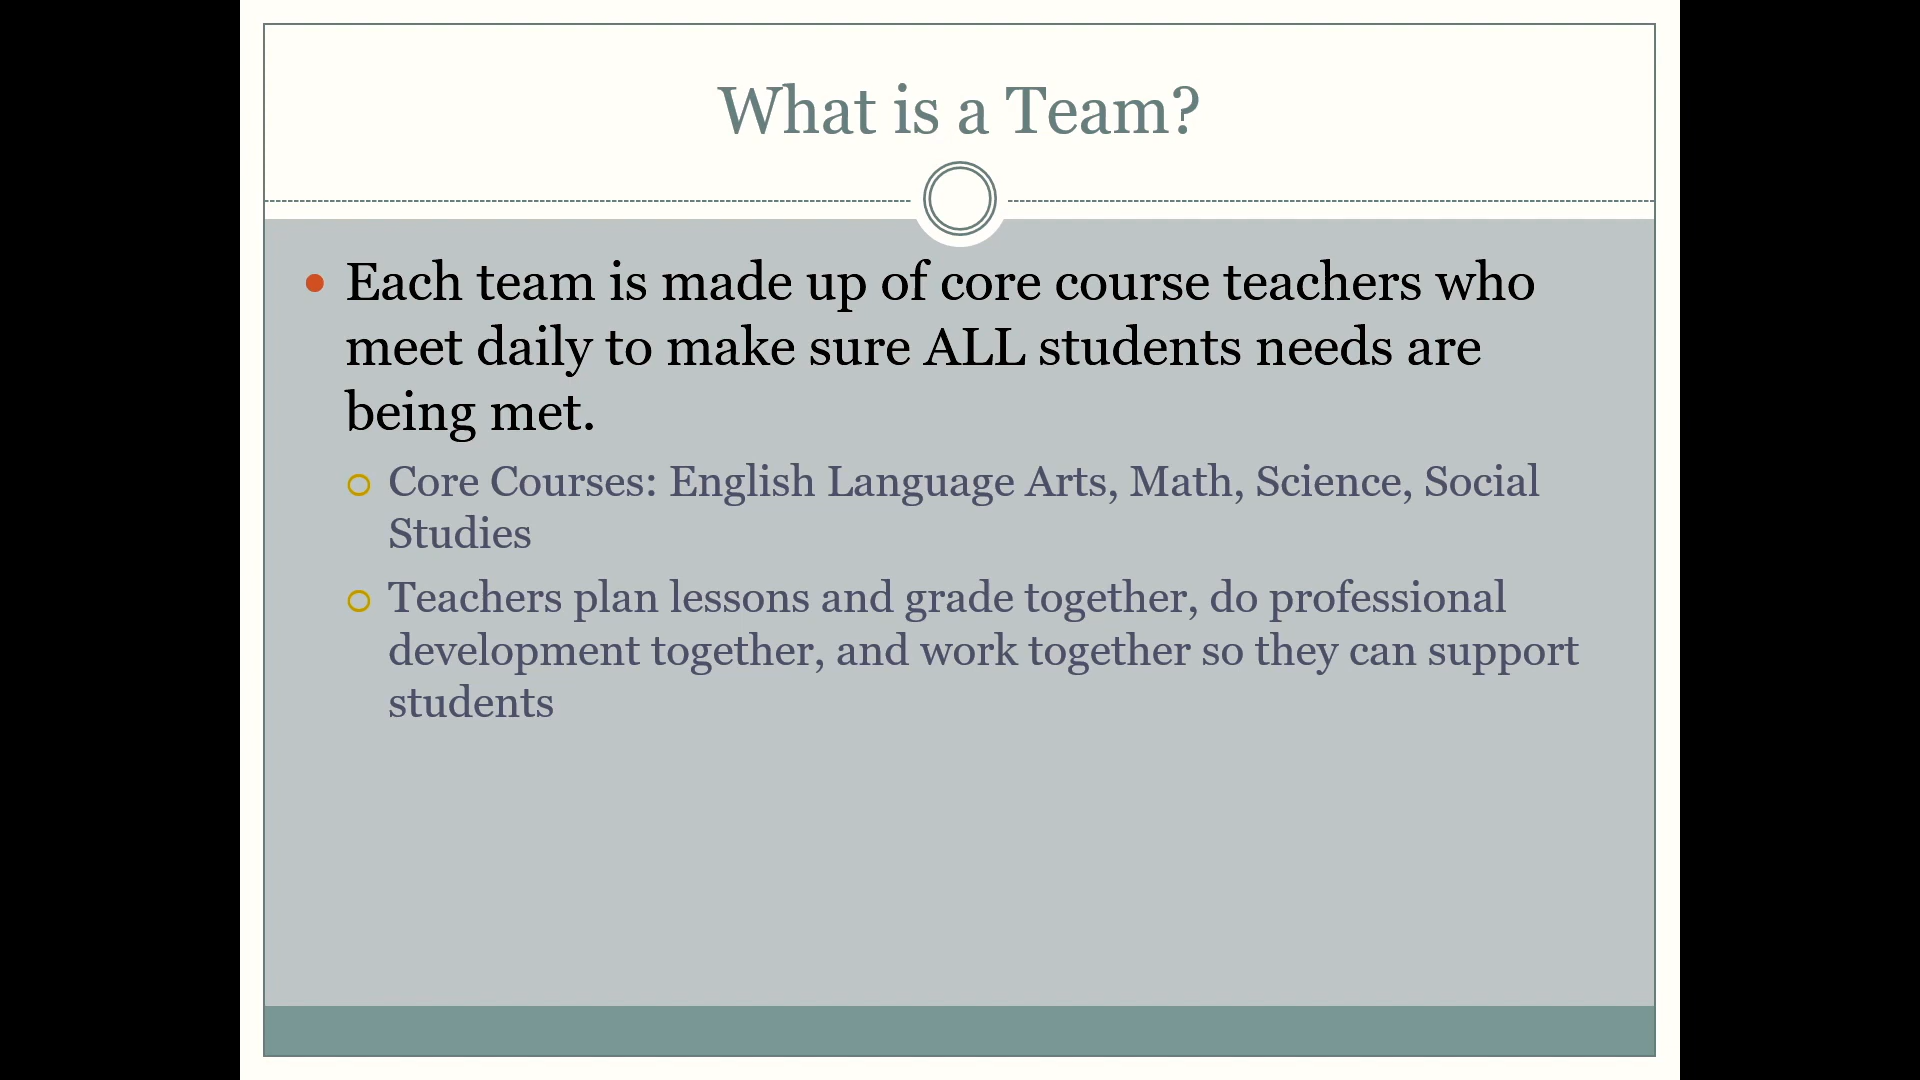 What is a Team?
Each team is made up of core course teachers who
meet daily to make sure ALL students needs are
being met.
Core Courses: English Language Arts, Math, Science, Social
Studies
Teachers plan lessons and grade together, do professional
development together, and work together so they can support
students